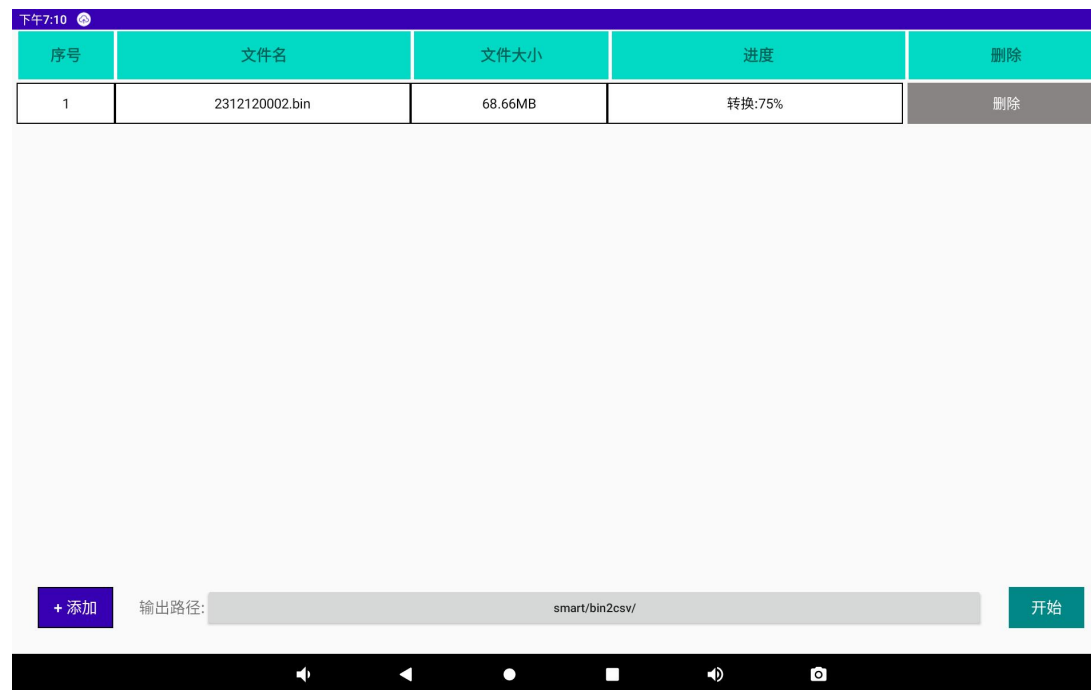 下午7:10
序号 文件名 文件大小 进度 删除
1 2312120002.bin 68.66MB 转换:75% 删除
+ 添加 输出路径: smart/bin2csv/ 开始